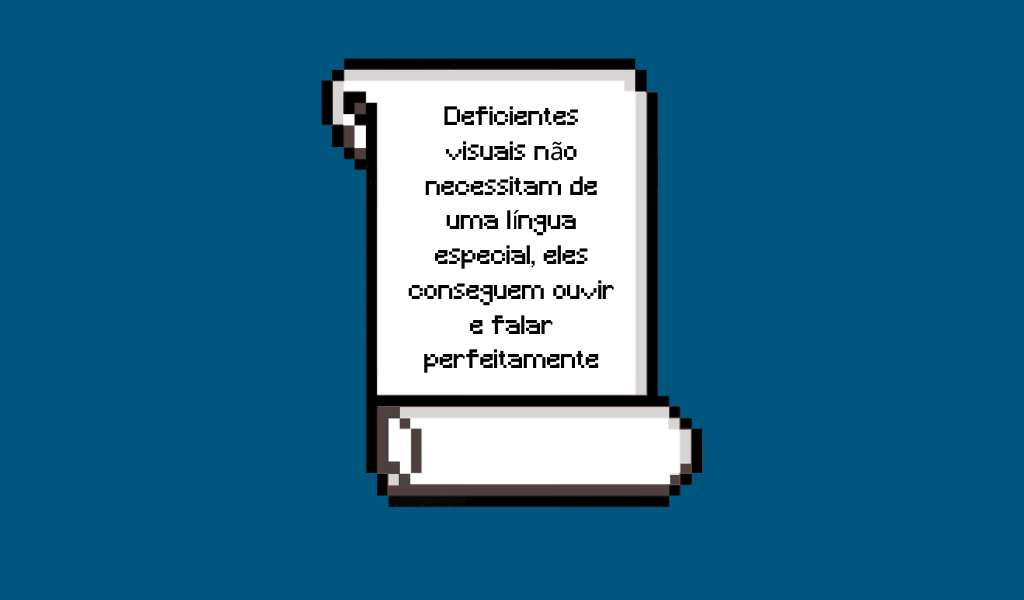 Deficientes
visuais não
necessitam de
uma língua
especial, eles
conseguem ouvir
e falar
perfeitamente